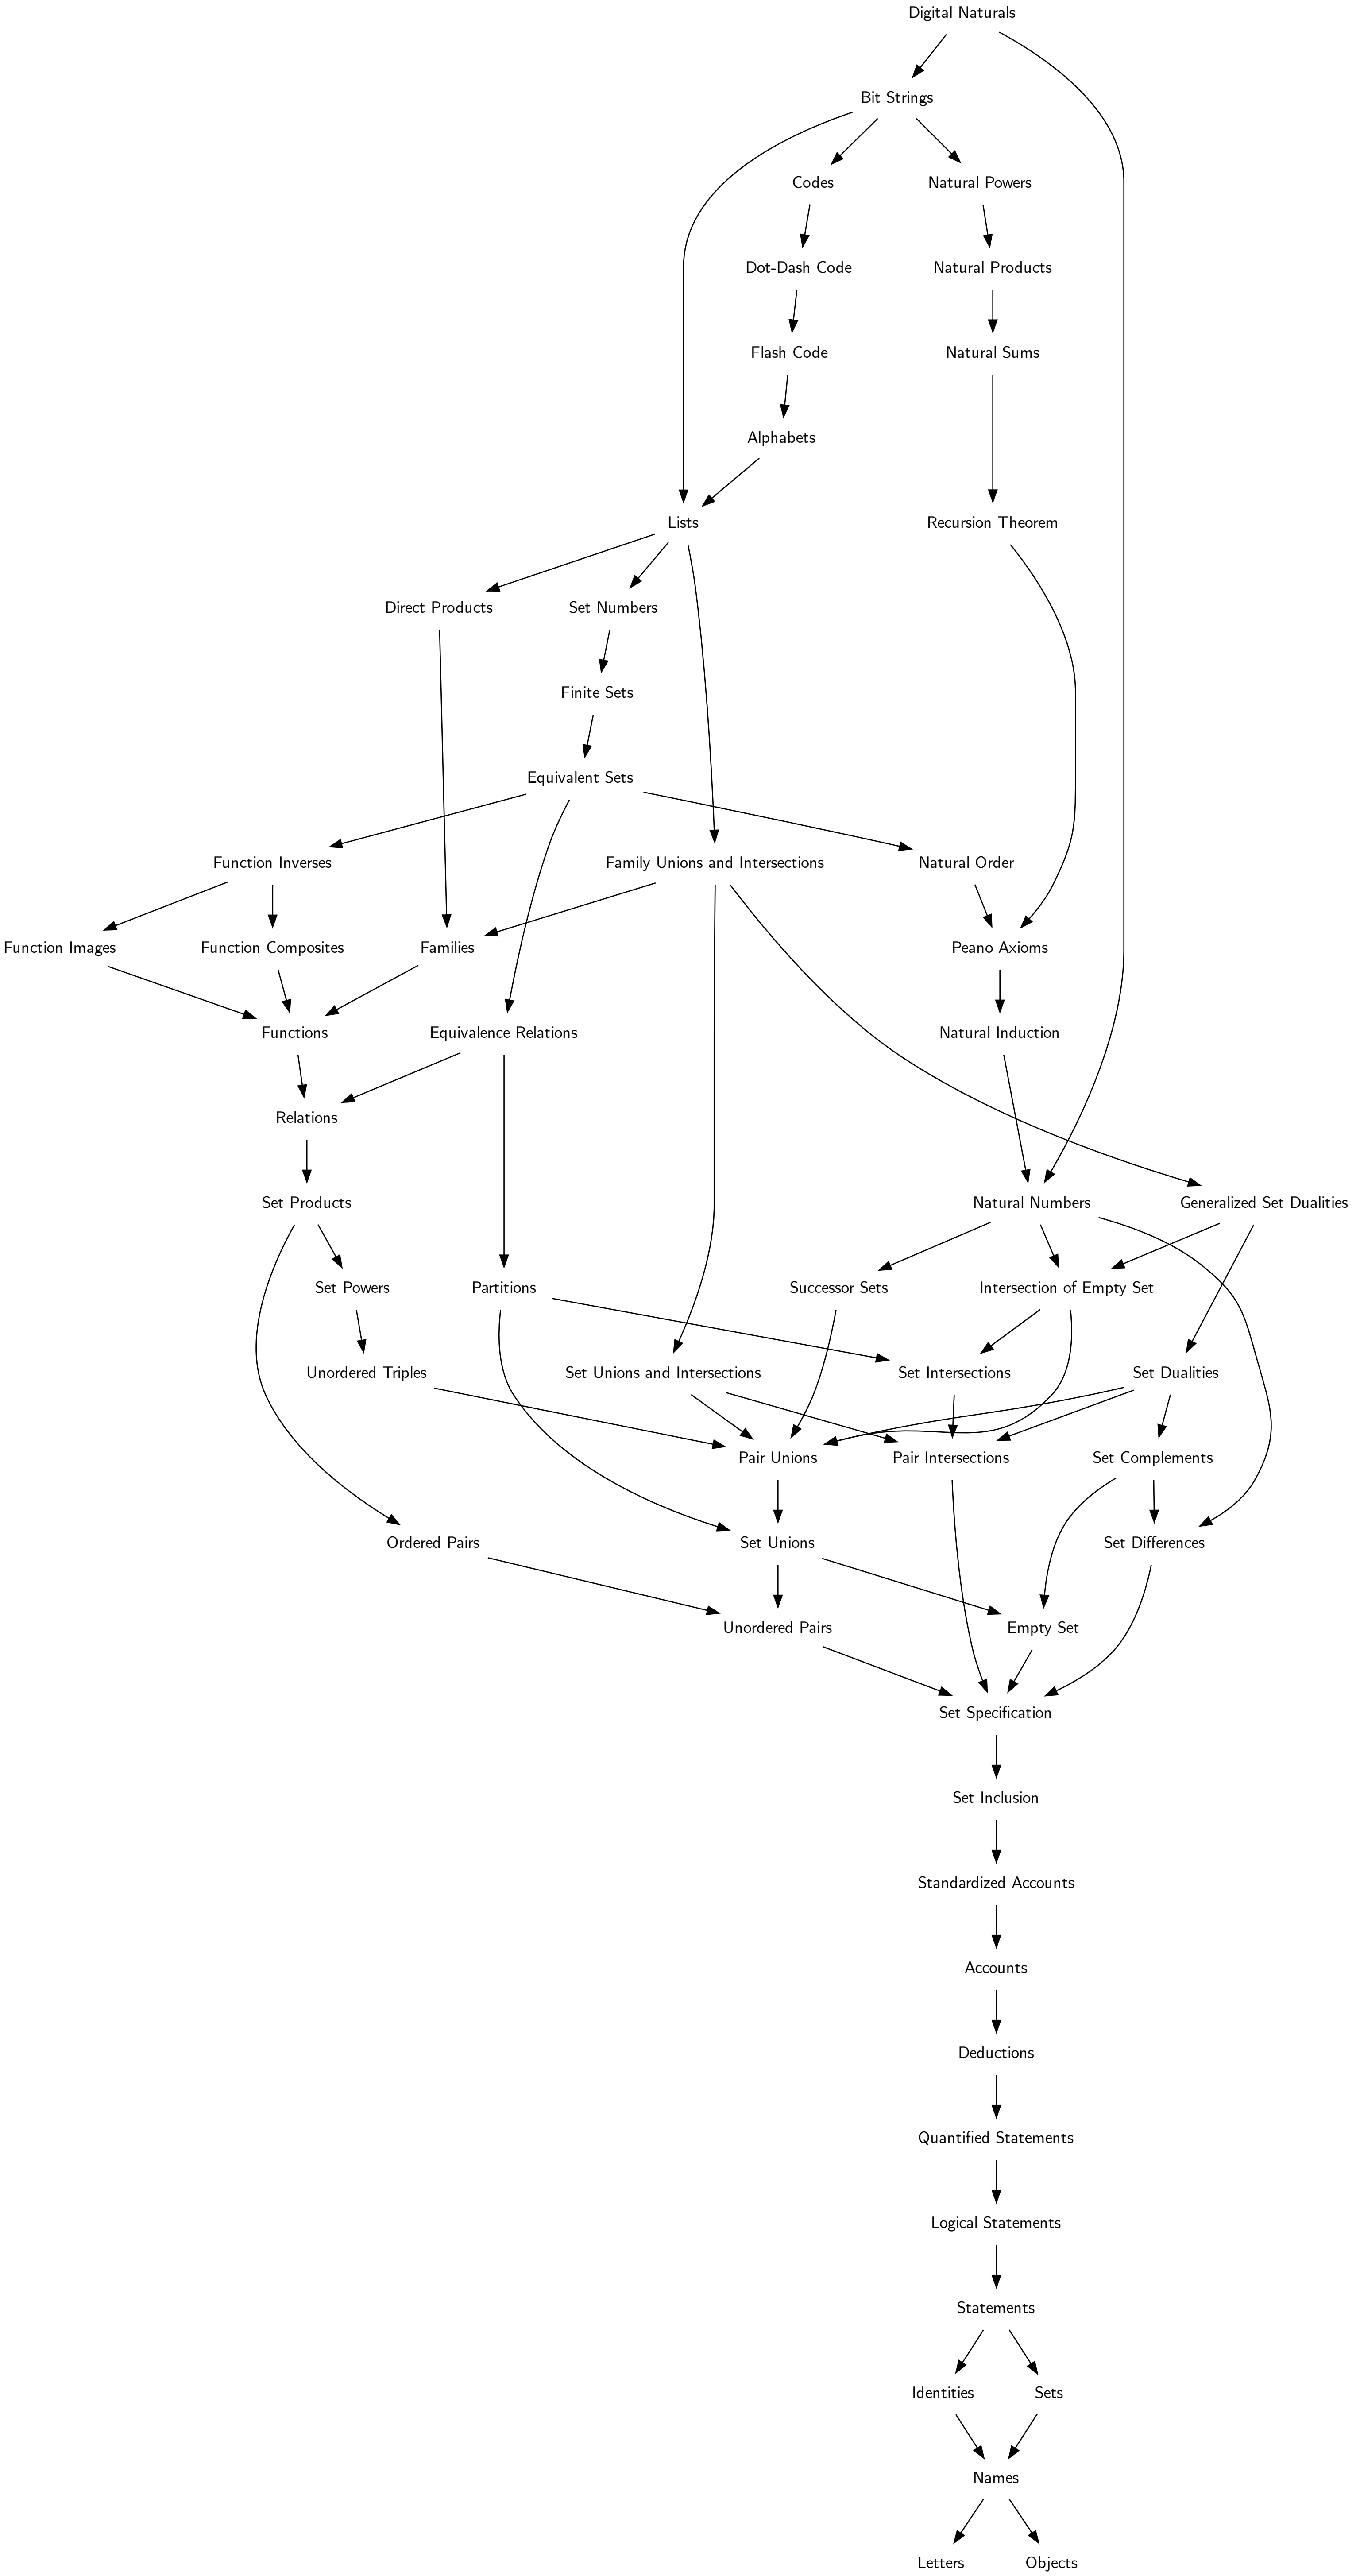 Digital Naturals
Bit Strings
Codes
Natural Powers
Dot-Dash Code
Natural Products
Flash Code
Natural Sums
Alphabets
Lists
Recursion Theorem
Direct Products
Set Numbers
Finite Sets
Equivalent Sets
Function Inverses
Family Unions and Intersections
Natural Order
Function Images
Function Composites
Families
Peano Axioms
Functions
Equivalence Relations
Natural Induction
Relations
Set Products
Natural Numbers
Generalized Set Dualities
Set Powers
Partitions
Successor Sets
Intersection of Empty Set
Unordered Triples
Set Unions and Intersections
Set Intersections
Set Dualities
Pair Unions
Pair Intersections
Set Complements
Ordered Pairs
Set Unions
Set Differences
Unordered Pairs
Empty Set
Set Specification
Set Inclusion
Standardized Accounts
Accounts
Deductions
Quantified Statements
Logical Statements
Statements
Identities
Sets
Names
Letters
Objects